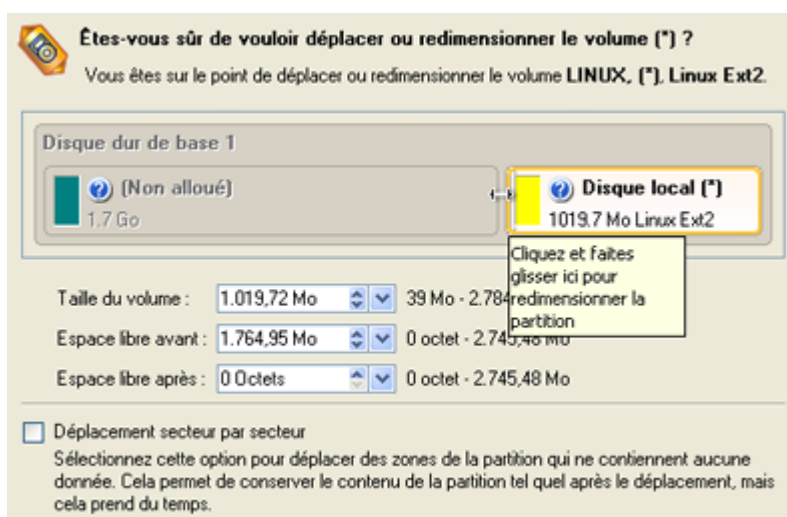 Êtes-vous sûr de vouloir déplacer ou redimensionner le volume (*) ?
Vous êtes sur le point de déplacer ou redimensionner le volume LINUX, (*), Linux Ext2.
Disque dur de base 1
(Non alloué)
1.7 Go
Disque local (*)
1019.7 Mo Linux Ext2
Cliquez et faites
glisser ici pour
redimensionner la
partition
Taille du volume : 1.019,72 Mo 39 Mo - 2.784
Espace libre avant : 1.764,95 Mo 0 octet - 2.745,48 Mo
Espace libre après : 0 Octets 0 octet - 2.745,48 Mo
Déplacement secteur par secteur
Sélectionnez cette option pour déplacer des zones de la partition qui ne contiennent aucune
donnée. Cela permet de conserver le contenu de la partition tel quel après le déplacement, mais
cela prend du temps.